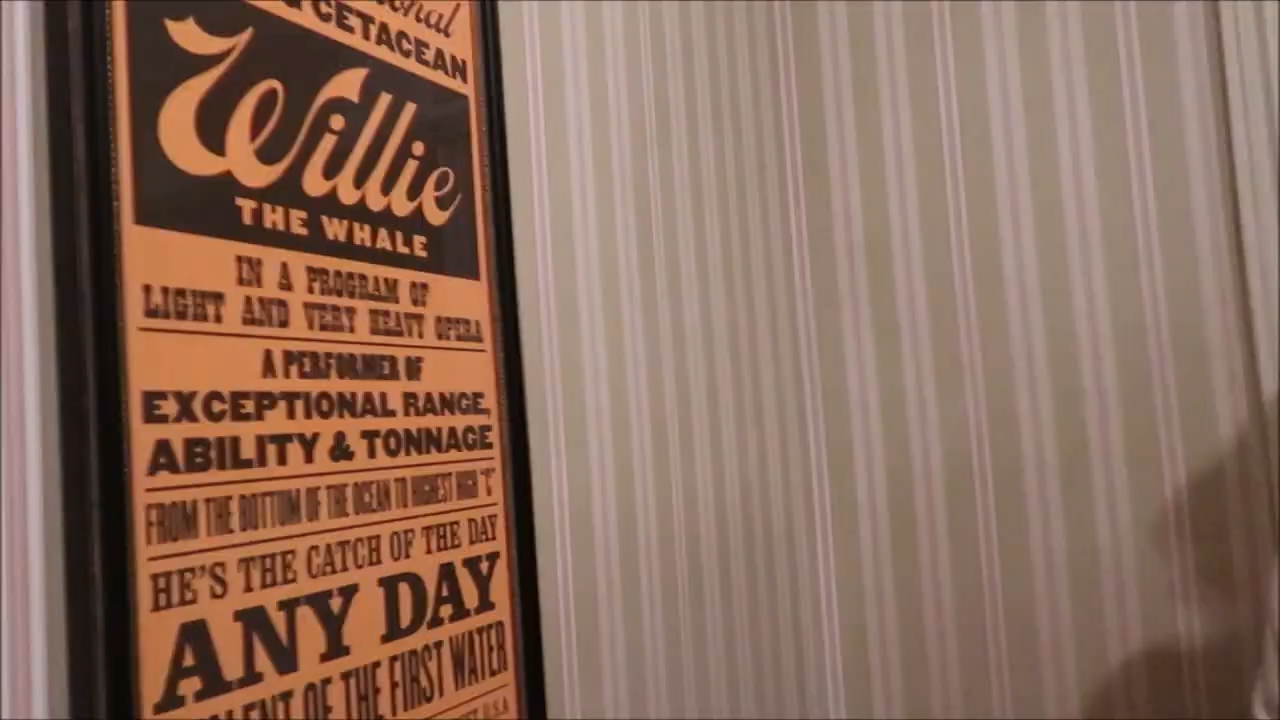 CETACEAN
Willie
THE WHALE
IN A PROGRAM OF
LIGHT AND VERY HEAVY OPERA
A PERFORMER OF
EXCEPTIONAL RANGE,
ABILITY & TONNAGE
FROM THE BOTTOM OF THE OCEAN TO HIGHEST HIGH "C"
HE'S THE CATCH OF THE DAY
ANY DAY
OF THE FIRST WATER
U.S.A